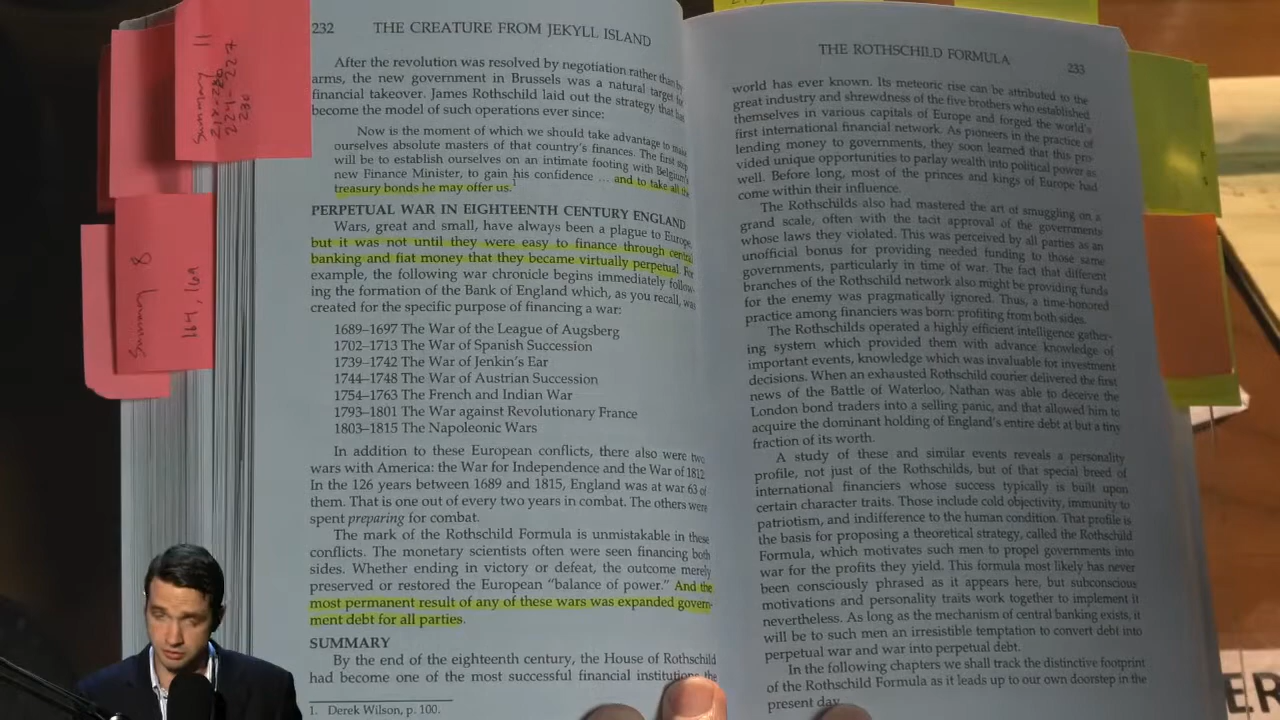 232 THE CREATURE FROM JEKYLL ISLAND
After the revolution was resolved by negotiation rather than by
arms, the new government in Brussels was a natural target for
financial takeover. James Rothschild laid out the strategy that has
become the model of such operations ever since:
Now is the moment of which we should take advantage to make
ourselves absolute masters of that country's finances. The first step
will be to establish ourselves on an intimate footing with Belgium's
new Finance Minister, to gain his confidence ... and to take all the
treasury bonds he may offer us.
PERPETUAL WAR IN EIGHTEENTH CENTURY ENGLAND
Wars, great and small, have always been a plague to Europe,
but it was not until they were easy to finance through central
banking and fiat money that they became virtually perpetual. For
example, the following war chronicle begins immediately follow-
ing the formation of the Bank of England which, as you recall, was
created for the specific purpose of financing a war:
1689–1697 The War of the League of Augsberg
1702–1713 The War of Spanish Succession
1739–1742 The War of Jenkin's Ear
1744–1748 The War of Austrian Succession
1754–1763 The French and Indian War
1793–1801 The War against Revolutionary France
1803–1815 The Napoleonic Wars
In addition to these European conflicts, there also were two
wars with America: the War for Independence and the War of 1812.
In the 126 years between 1689 and 1815, England was at war 63 of
them. That is one out of every two years in combat. The others were
spent preparing for combat.
The mark of the Rothschild Formula is unmistakable in these
conflicts. The monetary scientists often were seen financing both
sides. Whether ending in victory or defeat, the outcome merely
preserved or restored the European "balance of power." And the
most permanent result of any of these wars was expanded govern-
ment debt for all parties.
SUMMARY
By the end of the eighteenth century, the House of Rothschild
had become one of the most successful financial institutions the
1. Derek Wilson, p. 100.
THE ROTHSCHILD FORMULA 233
world has ever known. Its meteoric rise can be attributed to the
great industry and shrewdness of the five brothers who established
themselves in various capitals of Europe and forged the world's
first international financial network. As pioneers in the practice of
lending money to governments, they soon learned that this pro-
vided unique opportunities to parlay wealth into political power as
well. Before long, most of the princes and kings of Europe had
come within their influence.
The Rothschilds also had mastered the art of smuggling on a
grand scale, often with the tacit approval of the governments
whose laws they violated. This was perceived by all parties as an
unofficial bonus for providing needed funding to those same
governments, particularly in time of war. The fact that different
branches of the Rothschild network also might be providing funds
for the enemy was pragmatically ignored. Thus, a time-honored
practice among financiers was born: profiting from both sides.
The Rothschilds operated a highly efficient intelligence gather-
ing system which provided them with advance knowledge of
important events, knowledge which was invaluable for investment
decisions. When an exhausted Rothschild courier delivered the first
news of the Battle of Waterloo, Nathan was able to deceive the
London bond traders into a selling panic, and that allowed him to
acquire the dominant holding of England's entire debt at but a tiny
fraction of its worth.
A study of these and similar events reveals a personality
profile, not just of the Rothschilds, but of that special breed of
international financiers whose success typically is built upon
certain character traits. Those include cold objectivity, immunity to
patriotism, and indifference to the human condition. That profile is
the basis for proposing a theoretical strategy, called the Rothschild
Formula, which motivates such men to propel governments into
war for the profits they yield. This formula most likely has never
been consciously phrased as it appears here, but subconscious
motivations and personality traits work together to implement it
nevertheless. As long as the mechanism of central banking exists, it
will be to such men an irresistible temptation to convert debt into
perpetual war and war into perpetual debt.
In the following chapters we shall track the distinctive footprint
of the Rothschild Formula as it leads up to our own doorstep in the
present day.
Summary 11
224-227
230
Summary 8
164, 169
ER